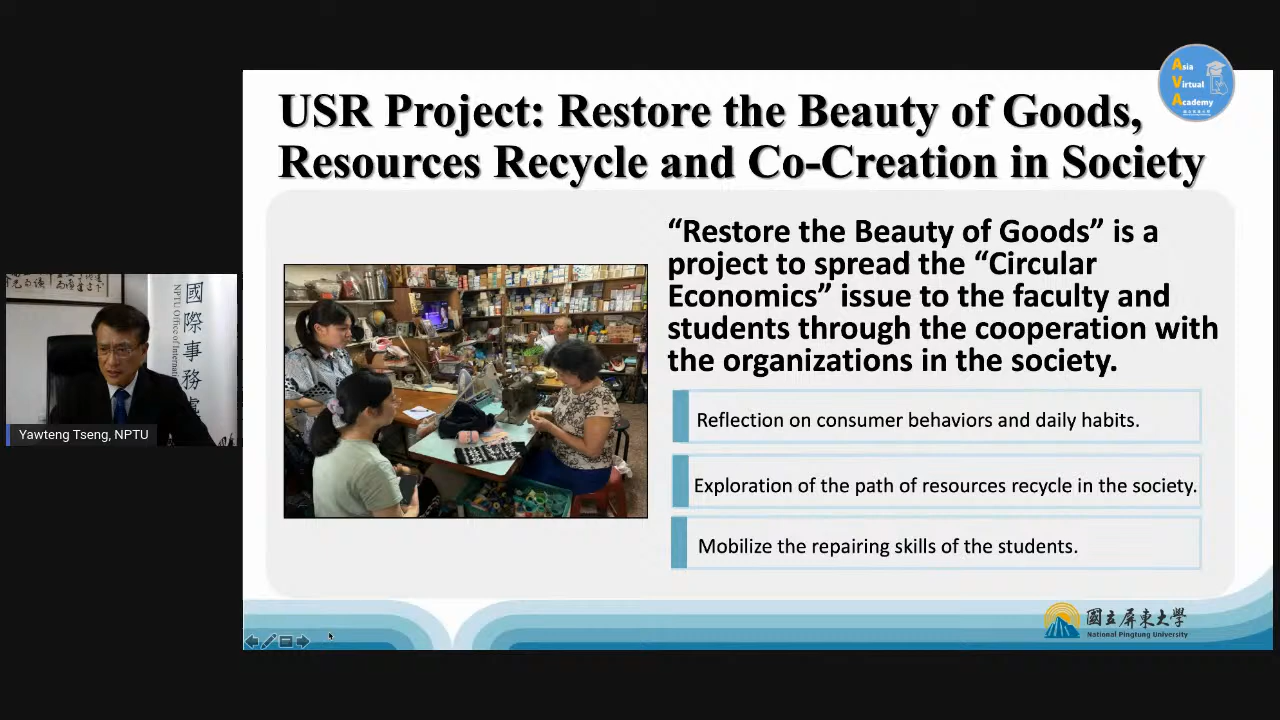 Asia
Virtual
Academy
USR Project: Restore the Beauty of Goods,
Resources Recycle and Co-Creation in Society
“Restore the Beauty of Goods” is a
project to spread the “Circular
Economics” issue to the faculty and
students through the cooperation with
the organizations in the society.
Reflection on consumer behaviors and daily habits.
Exploration of the path of resources recycle in the society.
Mobilize the repairing skills of the students.
國際事務處
NPTU Office of Internati
Yawteng Tseng, NPTU
國立屏東大學
National Pingtung University